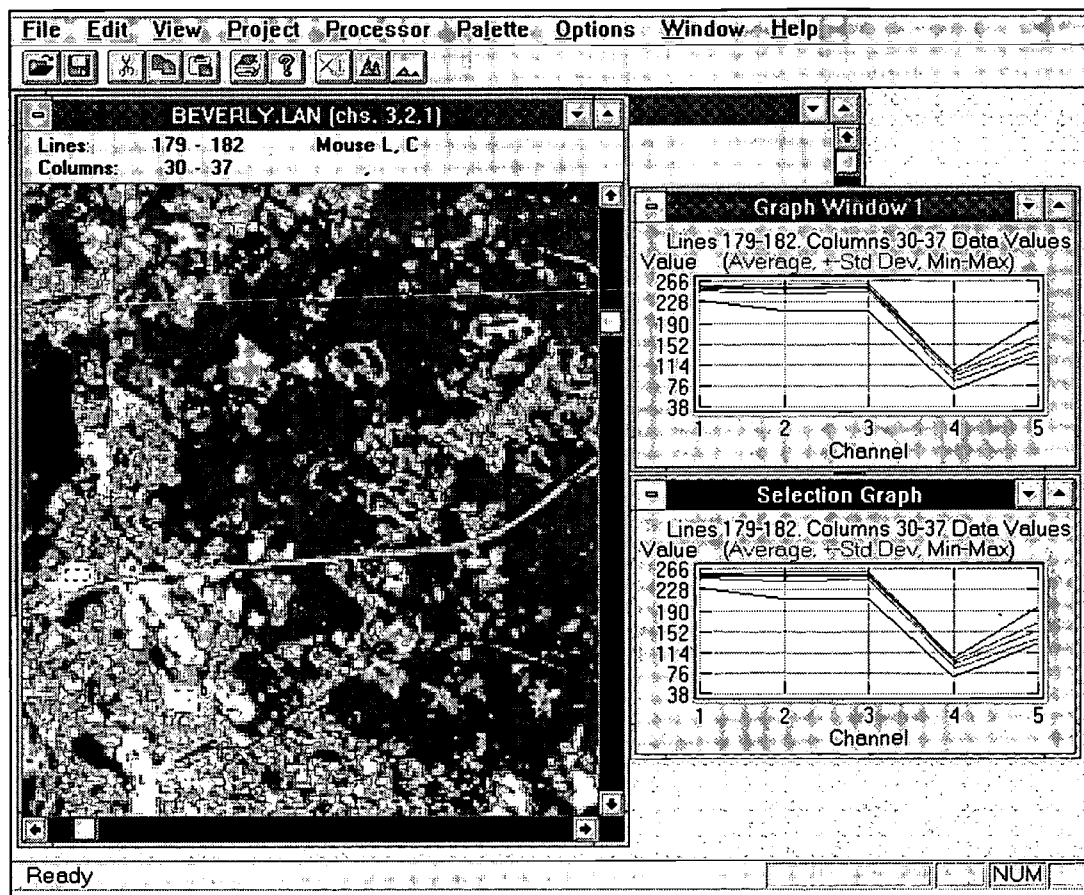 File Edit View Project Processor Palette Options Window Help
BEVERLY.LAN (chs. 3,2,1)
Lines: 179 - 182 Mouse L, C
Columns: 30 - 37
Graph Window 1
Lines 179-182, Columns 30-37 Data Values
Value (Average, +-Std Dev, Min-Max)
266
228
190
152
114
76
38
1 2 3 4 5
Channel
Selection Graph
Lines 179-182, Columns 30-37 Data Values
Value (Average, +-Std Dev, Min-Max)
266
228
190
152
114
76
38
1 2 3 4 5
Channel
Ready NUM